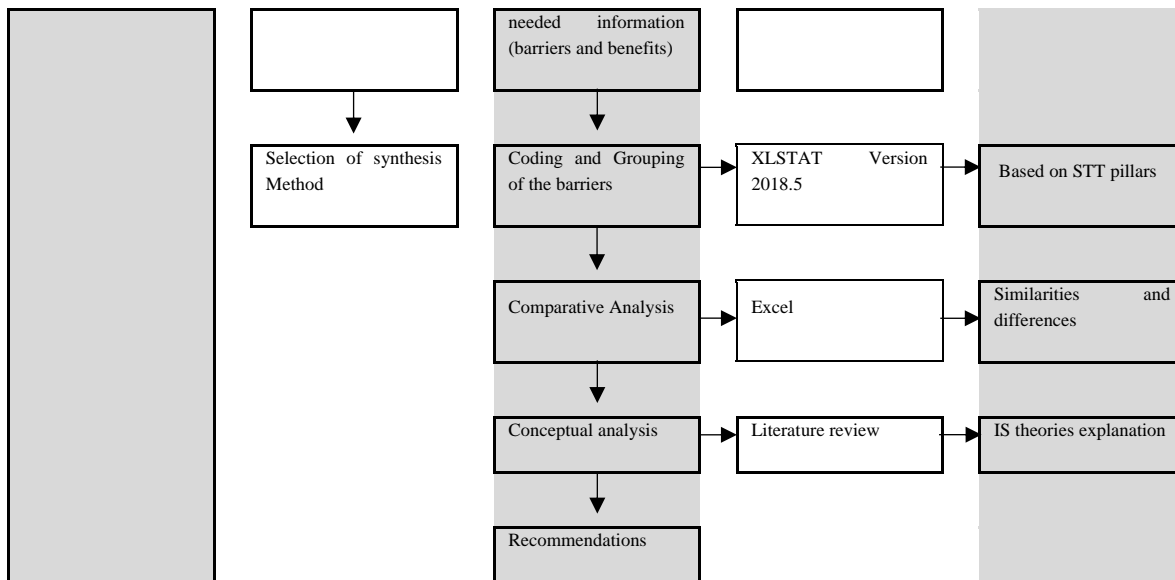 needed information
(barriers and benefits)
Selection of synthesis
Method
Coding and Grouping
of the barriers
XLSTAT Version
2018.5
Based on STT pillars
Comparative Analysis
Excel
Similarities and
differences
Conceptual analysis
Literature review
IS theories explanation
Recommendations